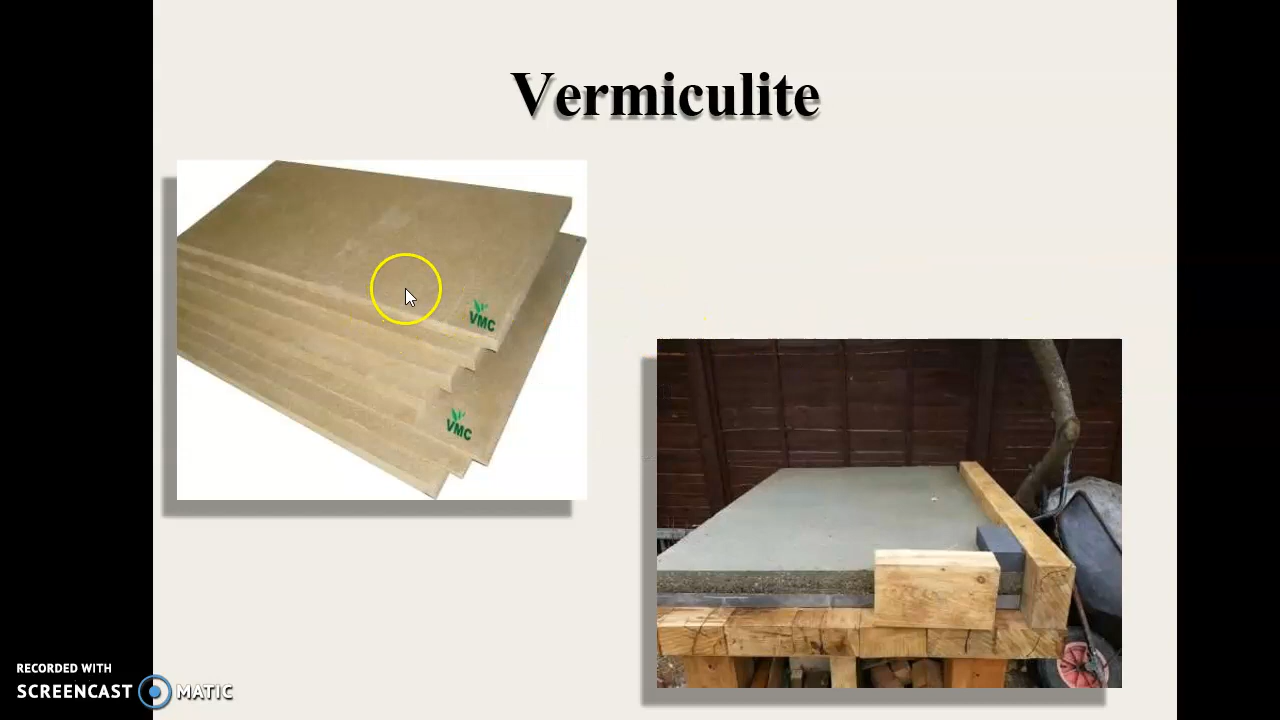 Vermiculite
VMC
VMC
RECORDED WITH
SCREENCAST MATIC